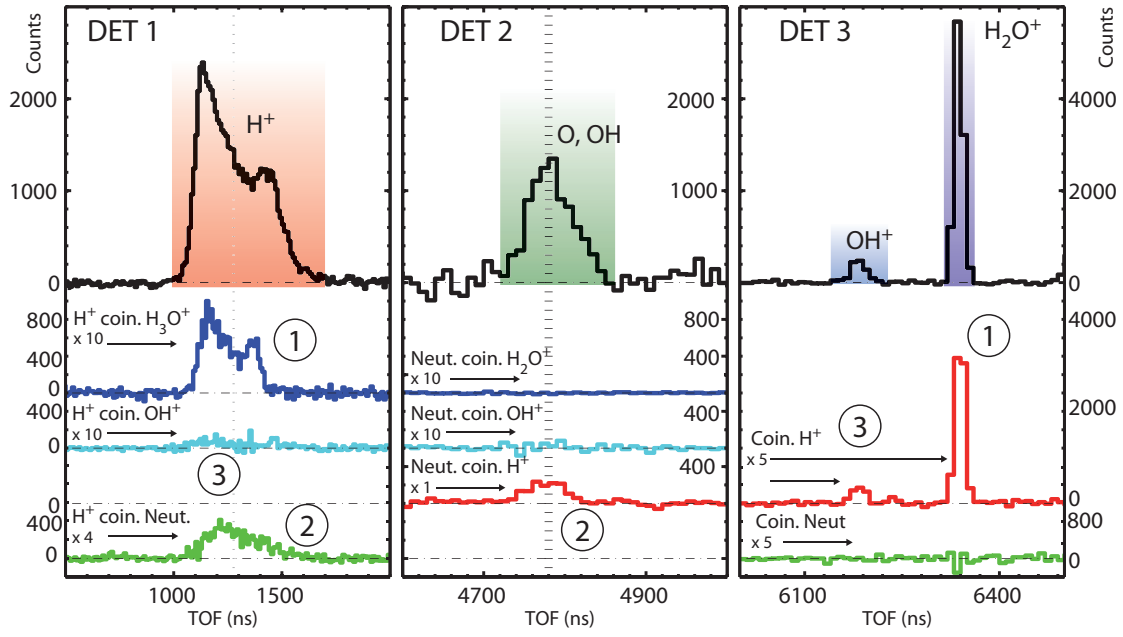 DET 1
Counts
2000
1000
0
H⁺
H⁺ coin. H₃O⁺
x 10
800
400
0
1
H⁺ coin. OH⁺
x 10
400
0
3
0
H⁺ coin. Neut.
x 4
400
0
2
1000 1500
TOF (ns)
DET 2
2000
1000
O, OH
Neut. coin. H₂O⁺
x 10
800
400
Neut. coin. OH⁺
x 10
400
Neut. coin. H⁺
x 1
400
2
4700 4900
TOF (ns)
DET 3
H₂O⁺
Counts
4000
2000
0
OH⁺
4000
1
2000
3
Coin. H⁺
x 5
0
Coin. Neut
x 5
800
0
6100 6400
TOF (ns)